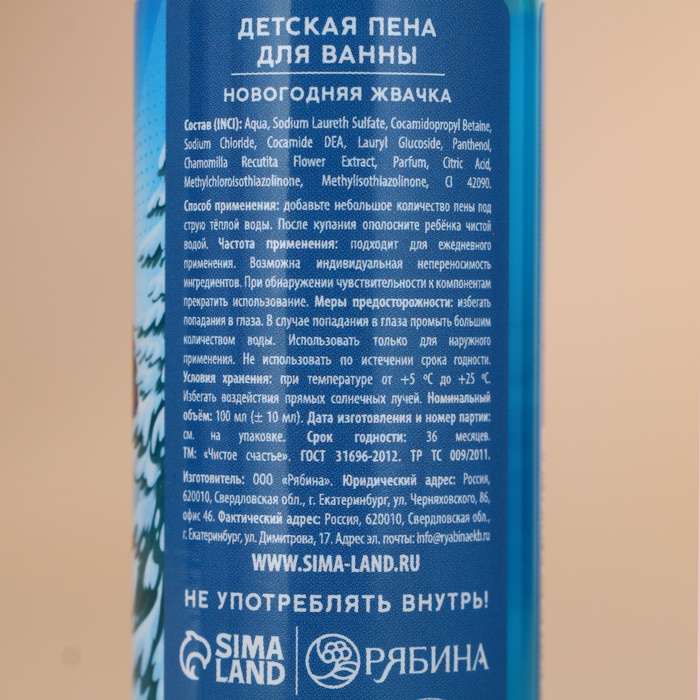 ДЕТСКАЯ ПЕНА
ДЛЯ ВАННЫ
НОВОГОДНЯЯ ЖВАЧКА
Состав (INCI): Aqua, Sodium Laureth Sulfate, Cocamidopropyl Betaine,
Sodium Chloride, Cocamide DEA, Lauryl Glucoside, Panthenol,
Chamomilla Recutita Flower Extract, Parfum, Citric Acid,
Methylchloroisothiazolinone, Methylisothiazolinone, CI 42090.
Способ применения: добавьте небольшое количество пены под
струю тёплой воды. После купания ополосните ребёнка чистой
водой. Частота применения: подходит для ежедневного
применения. Возможна индивидуальная непереносимость
ингредиентов. При обнаружении чувствительности к компонентам
прекратить использование. Меры предосторожности: избегать
попадания в глаза. В случае попадания в глаза промыть большим
количеством воды. Использовать только для наружного
применения. Не использовать по истечении срока годности.
Условия хранения: при температуре от +5 °С до +25 °С.
Избегать воздействия прямых солнечных лучей. Номинальный
объём: 100 мл (± 10 мл). Дата изготовления и номер партии:
см. на упаковке. Срок годности: 36 месяцев.
ТМ: «Чистое счастье». ГОСТ 31696-2012. ТР ТС 009/2011.
Изготовитель: ООО «Рябина». Юридический адрес: Россия,
620010, Свердловская обл., г. Екатеринбург, ул. Черняховского, 86,
офис 46. Фактический адрес: Россия, 620010, Свердловская обл.,
г. Екатеринбург, ул. Димитрова, 17. Адрес эл. почты: info@ryabinaekb.ru
WWW.SIMA-LAND.RU
НЕ УПОТРЕБЛЯТЬ ВНУТРЬ!
SIMA
LAND
РЯБИНА